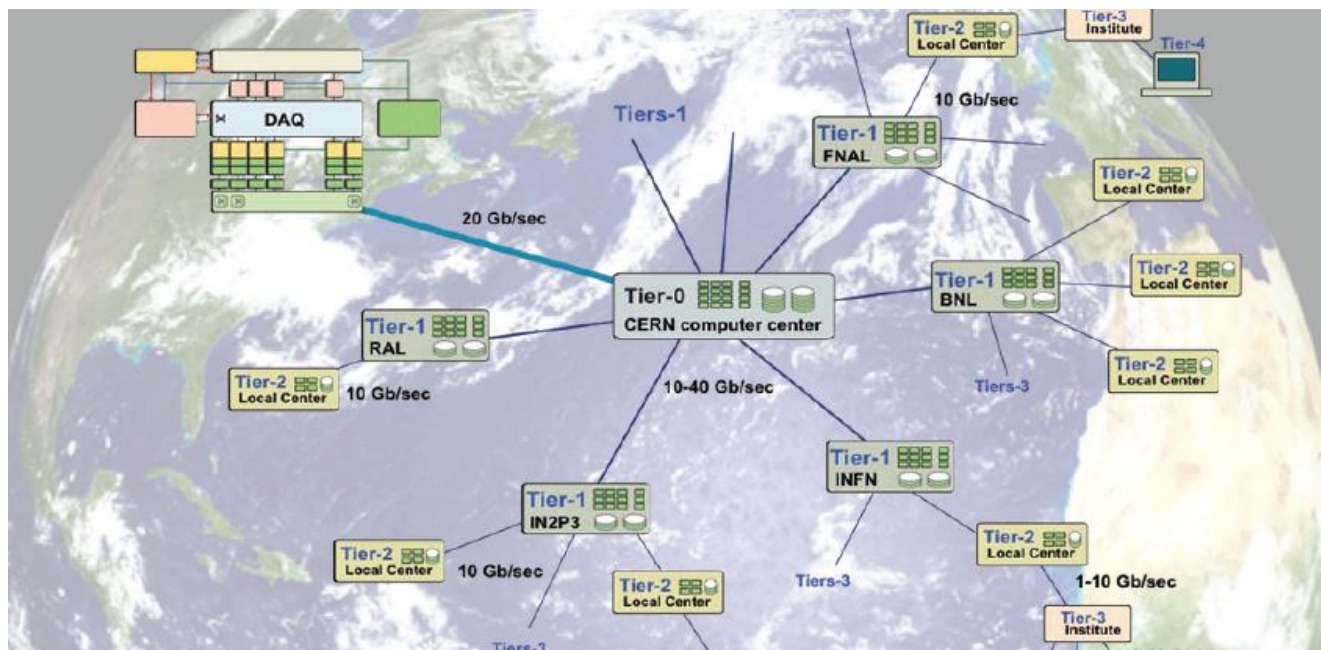 Tier-2
Local Center
Tier-3
Institute
Tier-4
10 Gb/sec
DAQ
Tiers-1
Tier-1
FNAL
Tier-2
Local Center
20 Gb/sec
Tier-0
CERN computer center
Tier-1
BNL
Tier-2
Local Center
Tier-1
RAL
Tier-2
Local Center
10 Gb/sec
10-40 Gb/sec
Tiers-3
Tier-2
Local Center
Tier-1
INFN
Tier-1
IN2P3
Tier-2
Local Center
10 Gb/sec
Tier-2
Local Center
Tiers-3
Tier-2
Local Center
1-10 Gb/sec
Tier-3
Institute